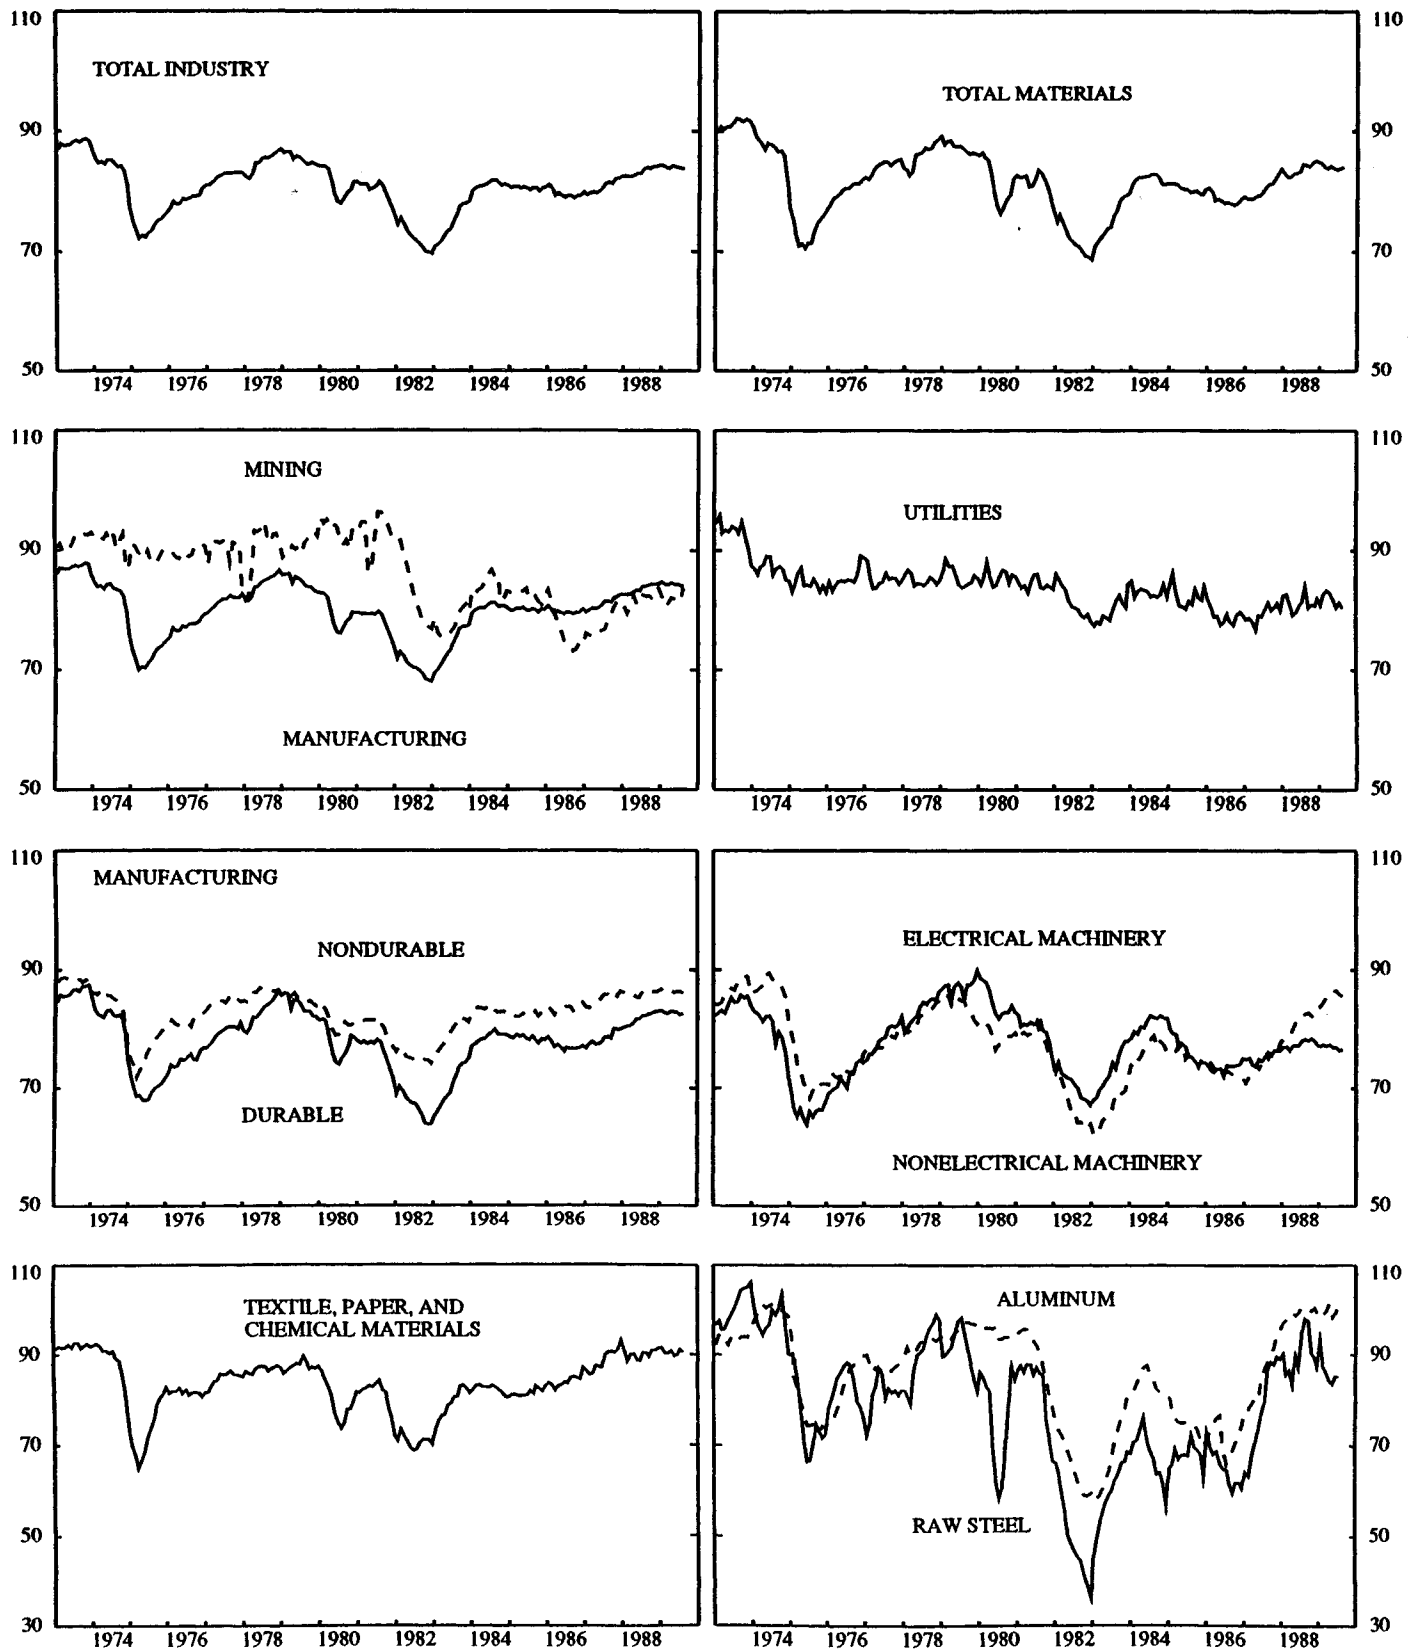 110
110
TOTAL INDUSTRY
TOTAL MATERIALS
90
90
70
70
50
50
1974 1976 1978 1980 1982 1984 1986 1988
1974 1976 1978 1980 1982 1984 1986 1988
110
110
MINING
UTILITIES
90
90
70
70
MANUFACTURING
50
50
1974 1976 1978 1980 1982 1984 1986 1988
1974 1976 1978 1980 1982 1984 1986 1988
110
110
MANUFACTURING
NONDURABLE
ELECTRICAL MACHINERY
90
90
70
70
DURABLE
NONELECTRICAL MACHINERY
50
50
1974 1976 1978 1980 1982 1984 1986 1988
1974 1976 1978 1980 1982 1984 1986 1988
110
110
TEXTILE, PAPER, AND
CHEMICAL MATERIALS
ALUMINUM
90
90
70
70
RAW STEEL
50
50
30
30
1974 1976 1978 1980 1982 1984 1986 1988
1974 1976 1978 1980 1982 1984 1986 1988